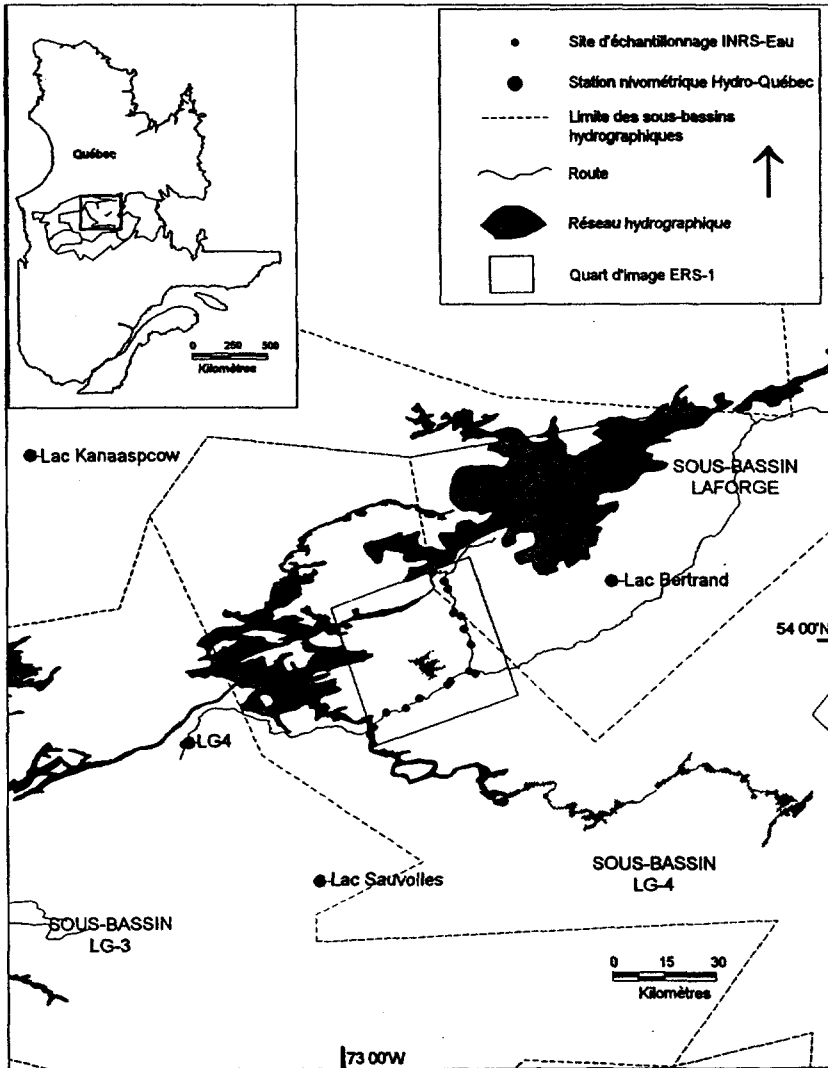 Québec
0 250 500
Kilomètres
Site d'échantillonnage INRS-Eau
Station nivométrique Hydro-Québec
Limite des sous-bassins
hydrographiques
Route
Réseau hydrographique
Quart d'image ERS-1
Lac Kanaaspcow
SOUS-BASSIN
LAFORGE
Lac Bertrand
54 00'N
LG4
Lac Sauvolles
SOUS-BASSIN
LG-4
SOUS-BASSIN
LG-3
0 15 30
Kilomètres
73 00'W